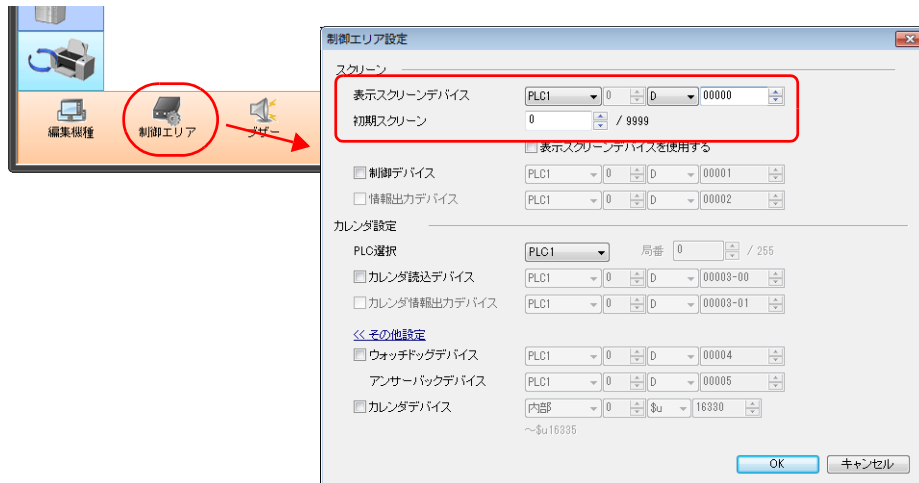 編集機種
制御エリア
ブザー
制御エリア設定
スクリーン
表示スクリーンデバイス PLC1 0 D 00000
初期スクリーン 0 / 9999
表示スクリーンデバイスを使用する
制御デバイス PLC1 0 D 00001
情報出力デバイス PLC1 0 D 00002
カレンダ設定
PLC選択 PLC1 局番 0 / 255
カレンダ読込デバイス PLC1 0 D 00003-00
カレンダ情報出力デバイス PLC1 0 D 00003-01
<< その他設定
ウォッチドッグデバイス PLC1 0 D 00004
アンサーバックデバイス PLC1 0 D 00005
カレンダデバイス 内部 0 $u 16330
～$u16335
OK キャンセル